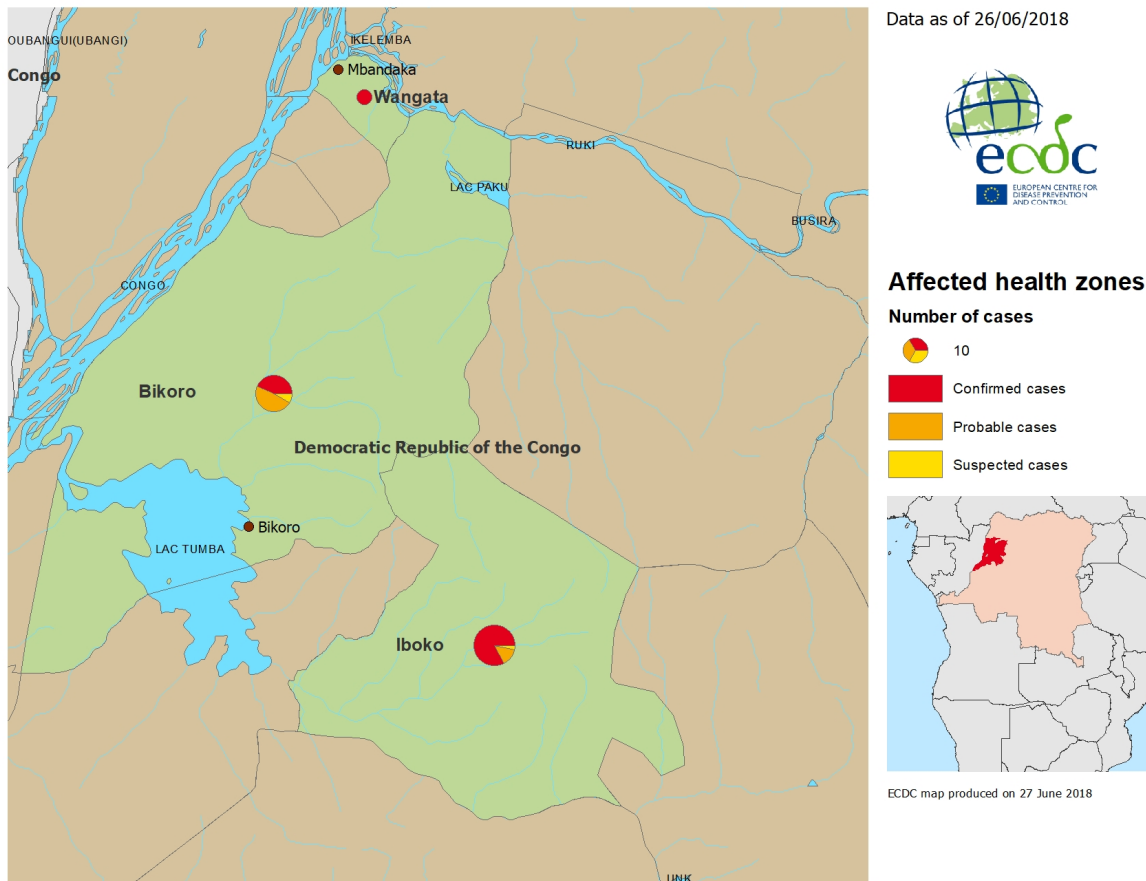 OUBANGUI(UBANGI)
IKELEMBA
Congo
Mbandaka
Wangata
RUKI
LAC PAKU
BUSIRA
CONGO
Bikoro
Democratic Republic of the Congo
Bikoro
LAC TUMBA
Iboko
UNK
Data as of 26/06/2018
ecdc
EUROPEAN CENTRE FOR
DISEASE PREVENTION
AND CONTROL
Affected health zones
Number of cases
10
Confirmed cases
Probable cases
Suspected cases
ECDC map produced on 27 June 2018